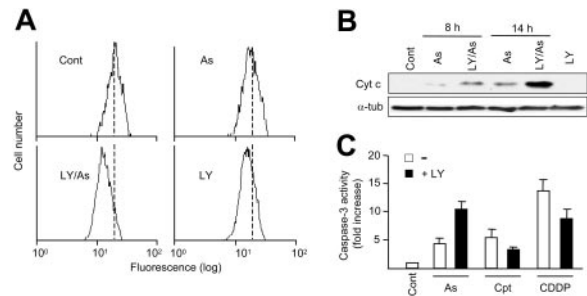 A
Cell number
Cont
As
LY/As
LY
10⁰ 10¹ 10² 10⁰ 10¹ 10²
Fluorescence (log)
B
8 h 14 h
Cont As LY/As As LY/As LY
Cyt c
α-tub
C
Caspase-3 activity
(fold increase)
20
15
10
5
–
+ LY
Cont As Cpt CDDP